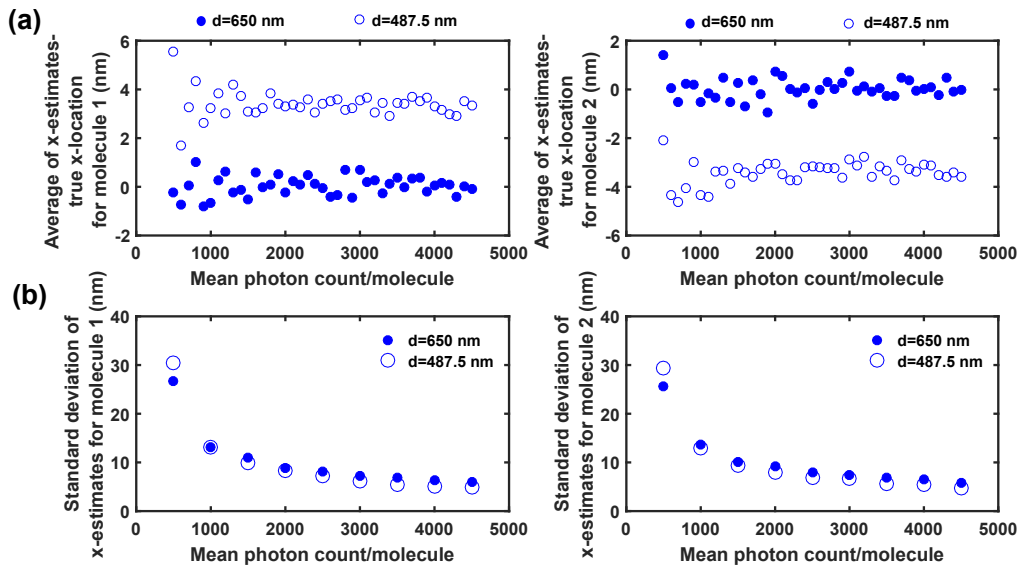 (a)
d=650 nm
d=487.5 nm
Average of x-estimates-
true x-location
for molecule 1 (nm)
6
4
2
0
-2
0
1000
2000
3000
4000
5000
Mean photon count/molecule
d=650 nm
d=487.5 nm
Average of x-estimates-
true x-location
for molecule 2 (nm)
2
0
-2
-4
-6
0
1000
2000
3000
4000
5000
Mean photon count/molecule
(b)
Standard deviation of
x-estimates for molecule 1 (nm)
40
30
20
10
0
d=650 nm
d=487.5 nm
0
1000
2000
3000
4000
5000
Mean photon count/molecule
Standard deviation of
x-estimates for molecule 2 (nm)
40
30
20
10
0
d=650 nm
d=487.5 nm
0
1000
2000
3000
4000
5000
Mean photon count/molecule